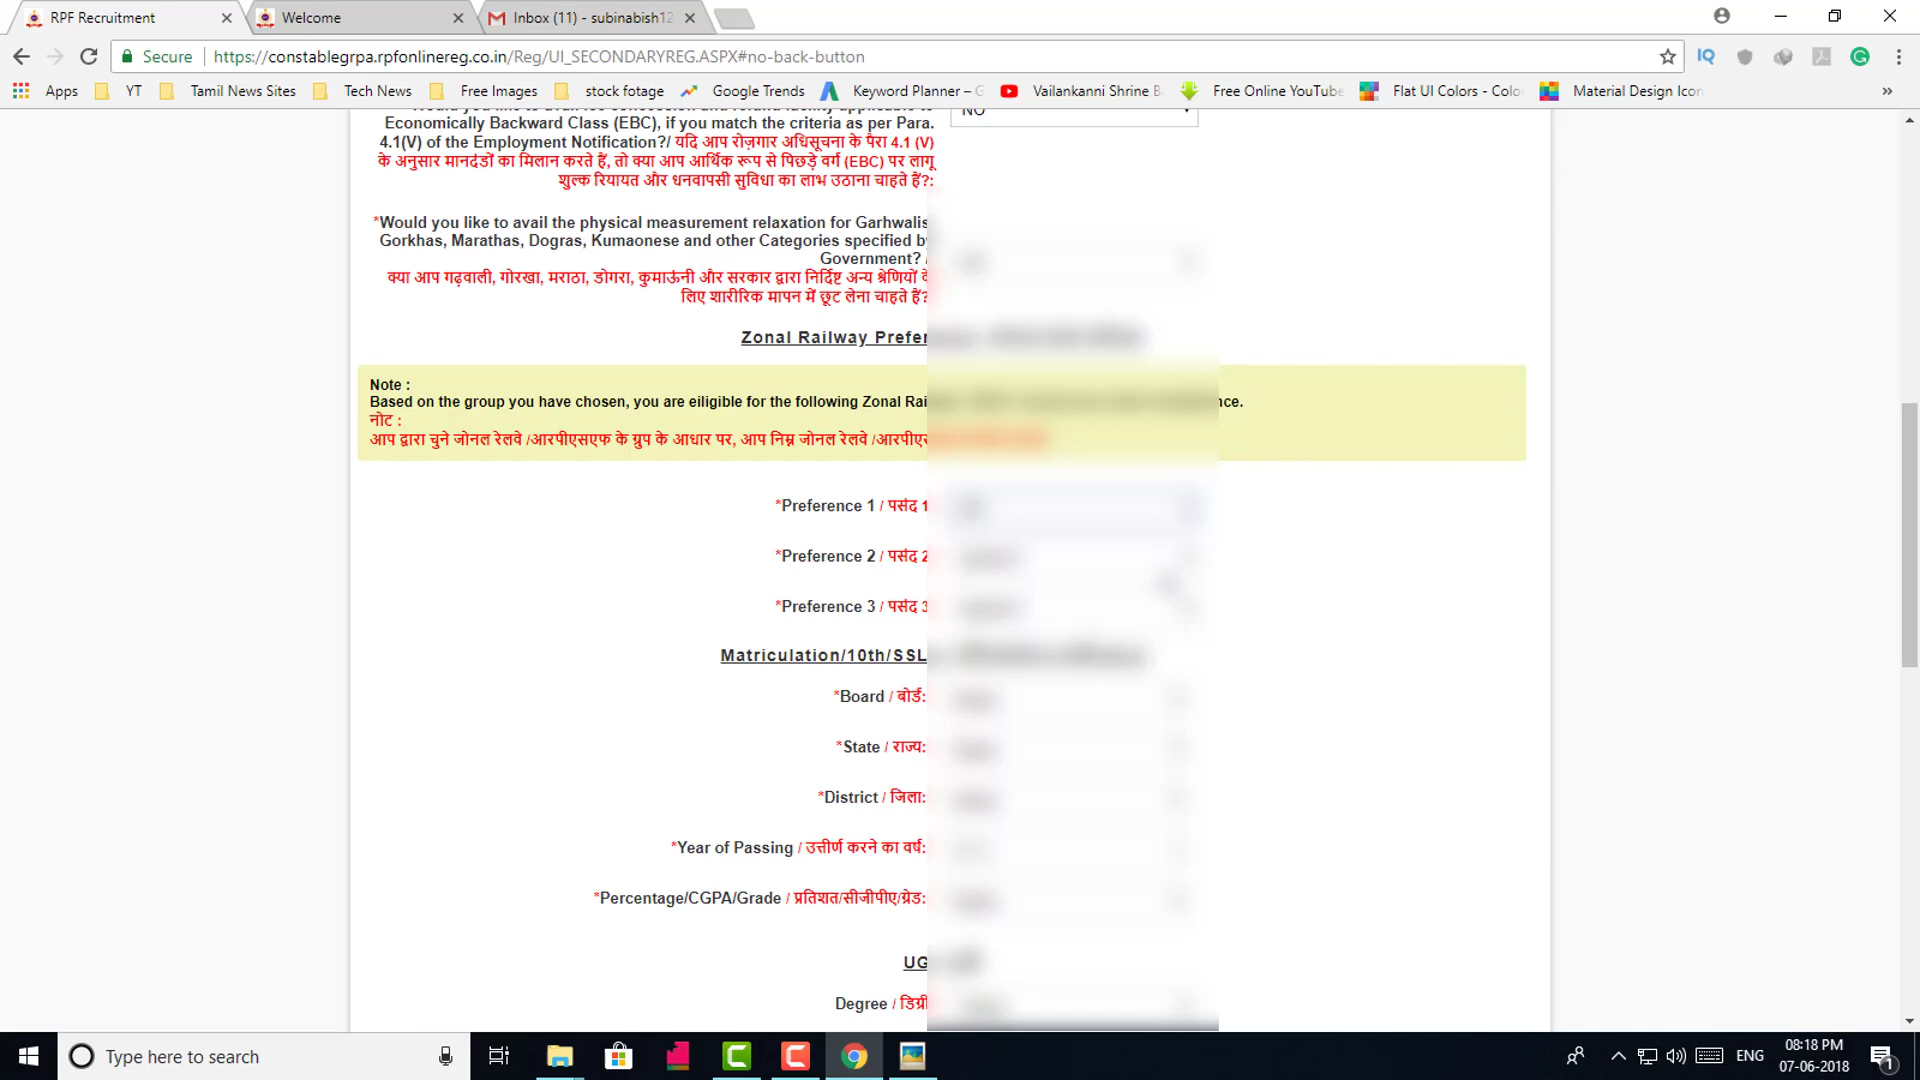 RPF Recruitment
Welcome
Inbox (11) - subinabish12
Secure
https://constablegrpa.rpfonlinereg.co.in/Reg/UI_SECONDARYREG.ASPX#no-back-button
Apps YT Tamil News Sites Tech News Free Images stock fotage Google Trends Keyword Planner – G Vailankanni Shrine B Free Online YouTube Flat UI Colors - Colo Material Design Icon »
NO
Economically Backward Class (EBC), if you match the criteria as per Para.
4.1(V) of the Employment Notification?/ यदि आप रोज़गार अधिसूचना के पैरा 4.1 (V)
के अनुसार मानदंडों का मिलान करते हैं, तो क्या आप आर्थिक रूप से पिछड़े वर्ग (EBC) पर लागू
शुल्क रियायत और धनवापसी सुविधा का लाभ उठाना चाहते हैं?:
*Would you like to avail the physical measurement relaxation for Garhwalis
Gorkhas, Marathas, Dogras, Kumaonese and other Categories specified by
Government? /
क्या आप गढ़वाली, गोरखा, मराठा, डोगरा, कुमाऊंनी और सरकार द्वारा निर्दिष्ट अन्य श्रेणियों के
लिए शारीरिक मापन में छूट लेना चाहते हैं?
Zonal Railway Prefer
Note :
Based on the group you have chosen, you are eiligible for the following Zonal Rai nce.
नोट :
आप द्वारा चुने जोनल रेलवे /आरपीएसएफ के ग्रुप के आधार पर, आप निम्न जोनल रेलवे /आरपीएस
*Preference 1 / पसंद 1
*Preference 2 / पसंद 2
*Preference 3 / पसंद 3
Matriculation/10th/SSL
*Board / बोर्ड:
*State / राज्य:
*District / जिला:
*Year of Passing / उत्तीर्ण करने का वर्ष:
*Percentage/CGPA/Grade / प्रतिशत/सीजीपीए/ग्रेड:
UG
Degree / डिग्री
Type here to search
ENG
08:18 PM
07-06-2018
1